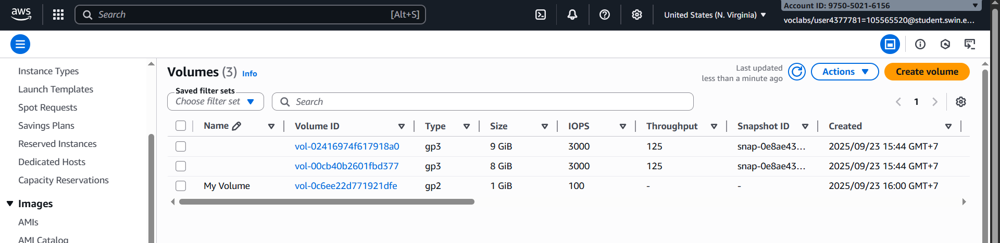 aws
Search [Alt+S]
United States (N. Virginia)
Account ID: 9750-5021-6156
voclabs/user4377781=105565520@student.swin.e...
Instance Types
Launch Templates
Spot Requests
Savings Plans
Reserved Instances
Dedicated Hosts
Capacity Reservations
Images
AMIs
AMI Catalog
Volumes (3) Info
Last updated
less than a minute ago
Actions
Create volume
Saved filter sets
Choose filter set
Search
1
Name Volume ID Type Size IOPS Throughput Snapshot ID Created
vol-02416974f617918a0 gp3 9 GiB 3000 125 snap-0e8ae43... 2025/09/23 15:44 GMT+7
vol-00cb40b2601fbd377 gp3 8 GiB 3000 125 snap-0e8ae43... 2025/09/23 15:44 GMT+7
My Volume vol-0c6ee22d771921dfe gp2 1 GiB 100 - - 2025/09/23 16:00 GMT+7